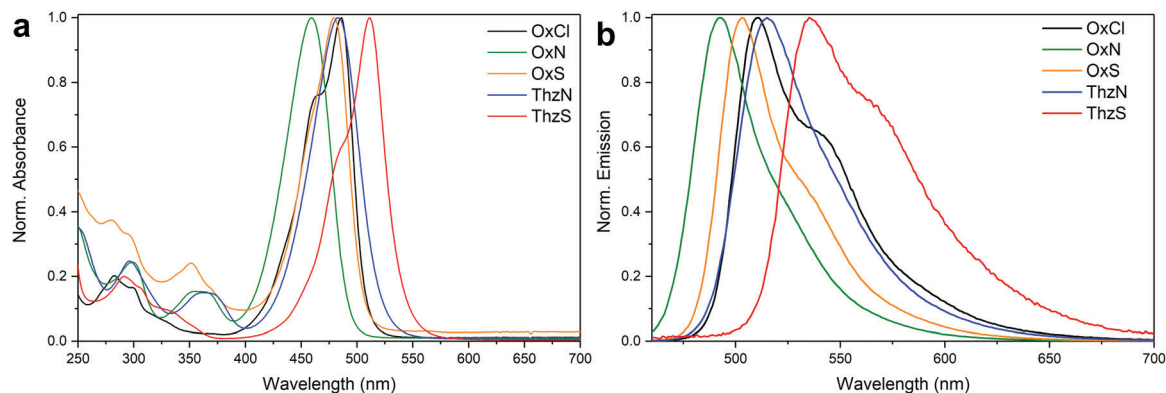 a
OxCl
OxN
OxS
ThzN
ThzS
Norm. Absorbance
1.0
0.8
0.6
0.4
0.2
0.0
250 300 350 400 450 500 550 600 650 700
Wavelength (nm)
b
OxCl
OxN
OxS
ThzN
ThzS
Norm. Emission
1.0
0.8
0.6
0.4
0.2
0.0
500 550 600 650 700
Wavelength (nm)